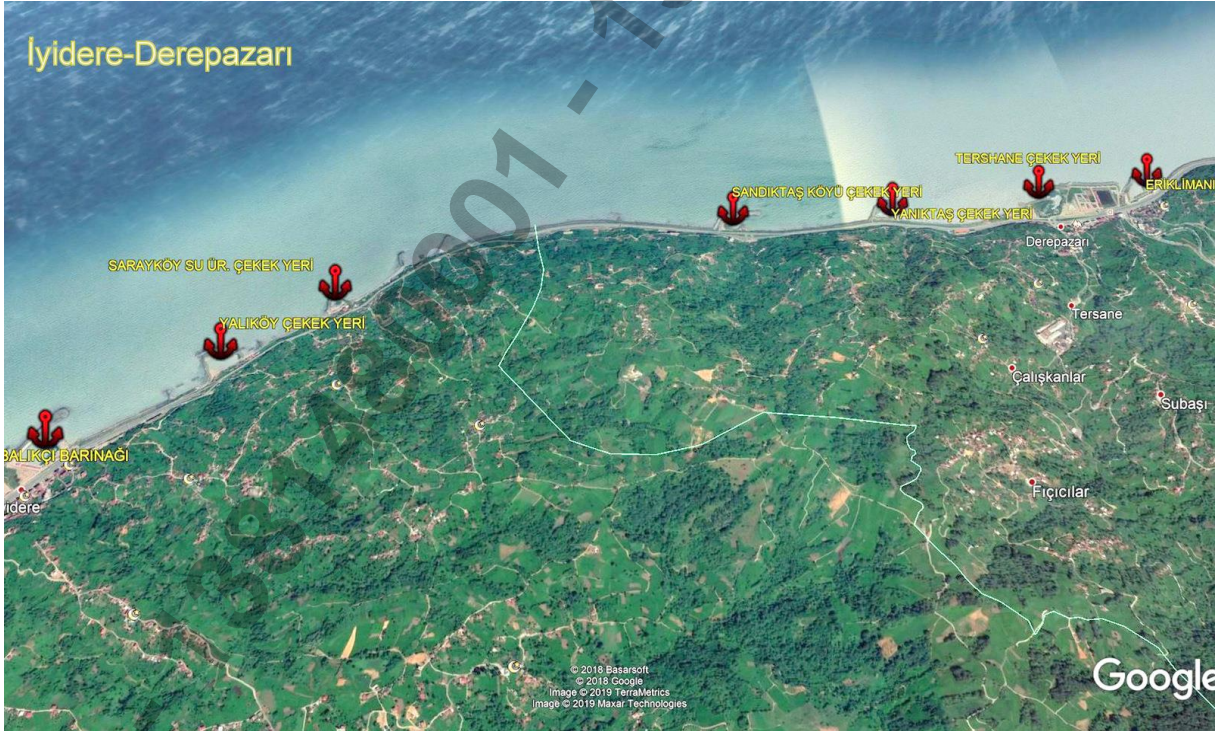 İyidere-Derepazarı
TERSHANE ÇEKEK YERİ
ERİKLİMANI
SANDIKTAŞ KÖYÜ ÇEKEK YERİ
YANIKTAŞ ÇEKEK YERİ
Derepazarı
SARAYKÖY SU ÜR. ÇEKEK YERİ
YALIKÖY ÇEKEK YERİ
Tersane
Çalışkanlar
Subaşı
BALIKÇI BARINAĞI
Fıçıcılar
yidere
© 2018 Basarsoft
© 2018 Google
Image © 2019 TerraMetrics
Image © 2019 Maxar Technologies
Google